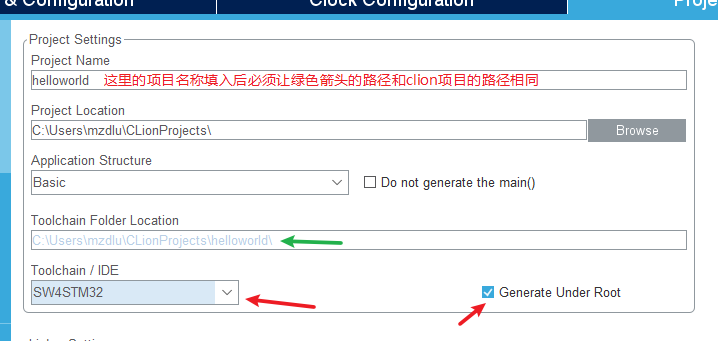 & Configuration Clock Configuration Proje
Project Settings
Project Name
helloworld 这里的项目名称填入后必须让绿色箭头的路径和clion项目的路径相同
Project Location
C:\Users\mzdlu\CLionProjects\ Browse
Application Structure
Basic Do not generate the main()
Toolchain Folder Location
C:\Users\mzdlu\CLionProjects\helloworld\
Toolchain / IDE
SW4STM32 Generate Under Root